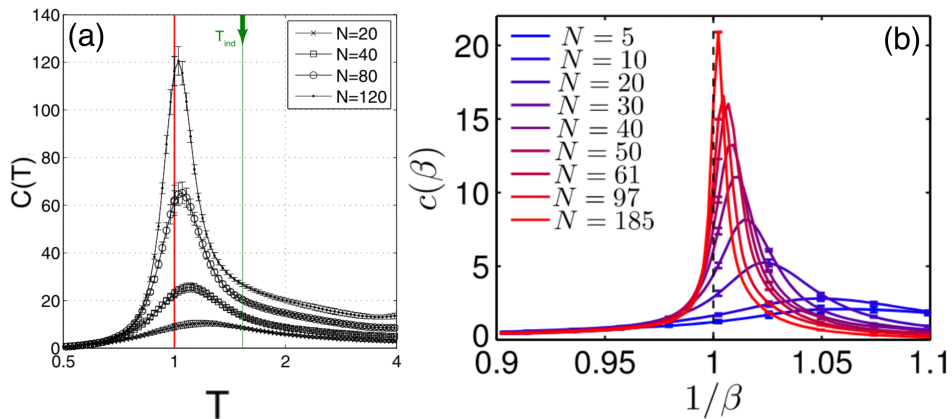 (a)
140
120
100
80
60
40
20
0
C(T)
T_ind
N=20
N=40
N=80
N=120
0.5
1
2
4
T
(b)
20
15
10
5
0
c(β)
N = 5
N = 10
N = 20
N = 30
N = 40
N = 50
N = 61
N = 97
N = 185
0.9
0.95
1
1.05
1.1
1/β